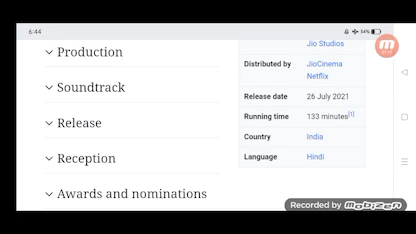 6:44
54%
Production
Soundtrack
Release
Reception
Awards and nominations
Jio Studios
Distributed by JioCinema
Netflix
Release date 26 July 2021
Running time 133 minutes[1]
Country India
Language Hindi
Recorded by MOBIZEN